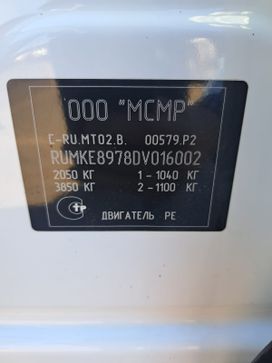 ООО "МСМР"
E-RU.MT02.B. 00579.P2
RUMKE8978DV016002
2050 КГ 1-1040 КГ
3850 КГ 2-1100 КГ
ДВИГАТЕЛЬ PE